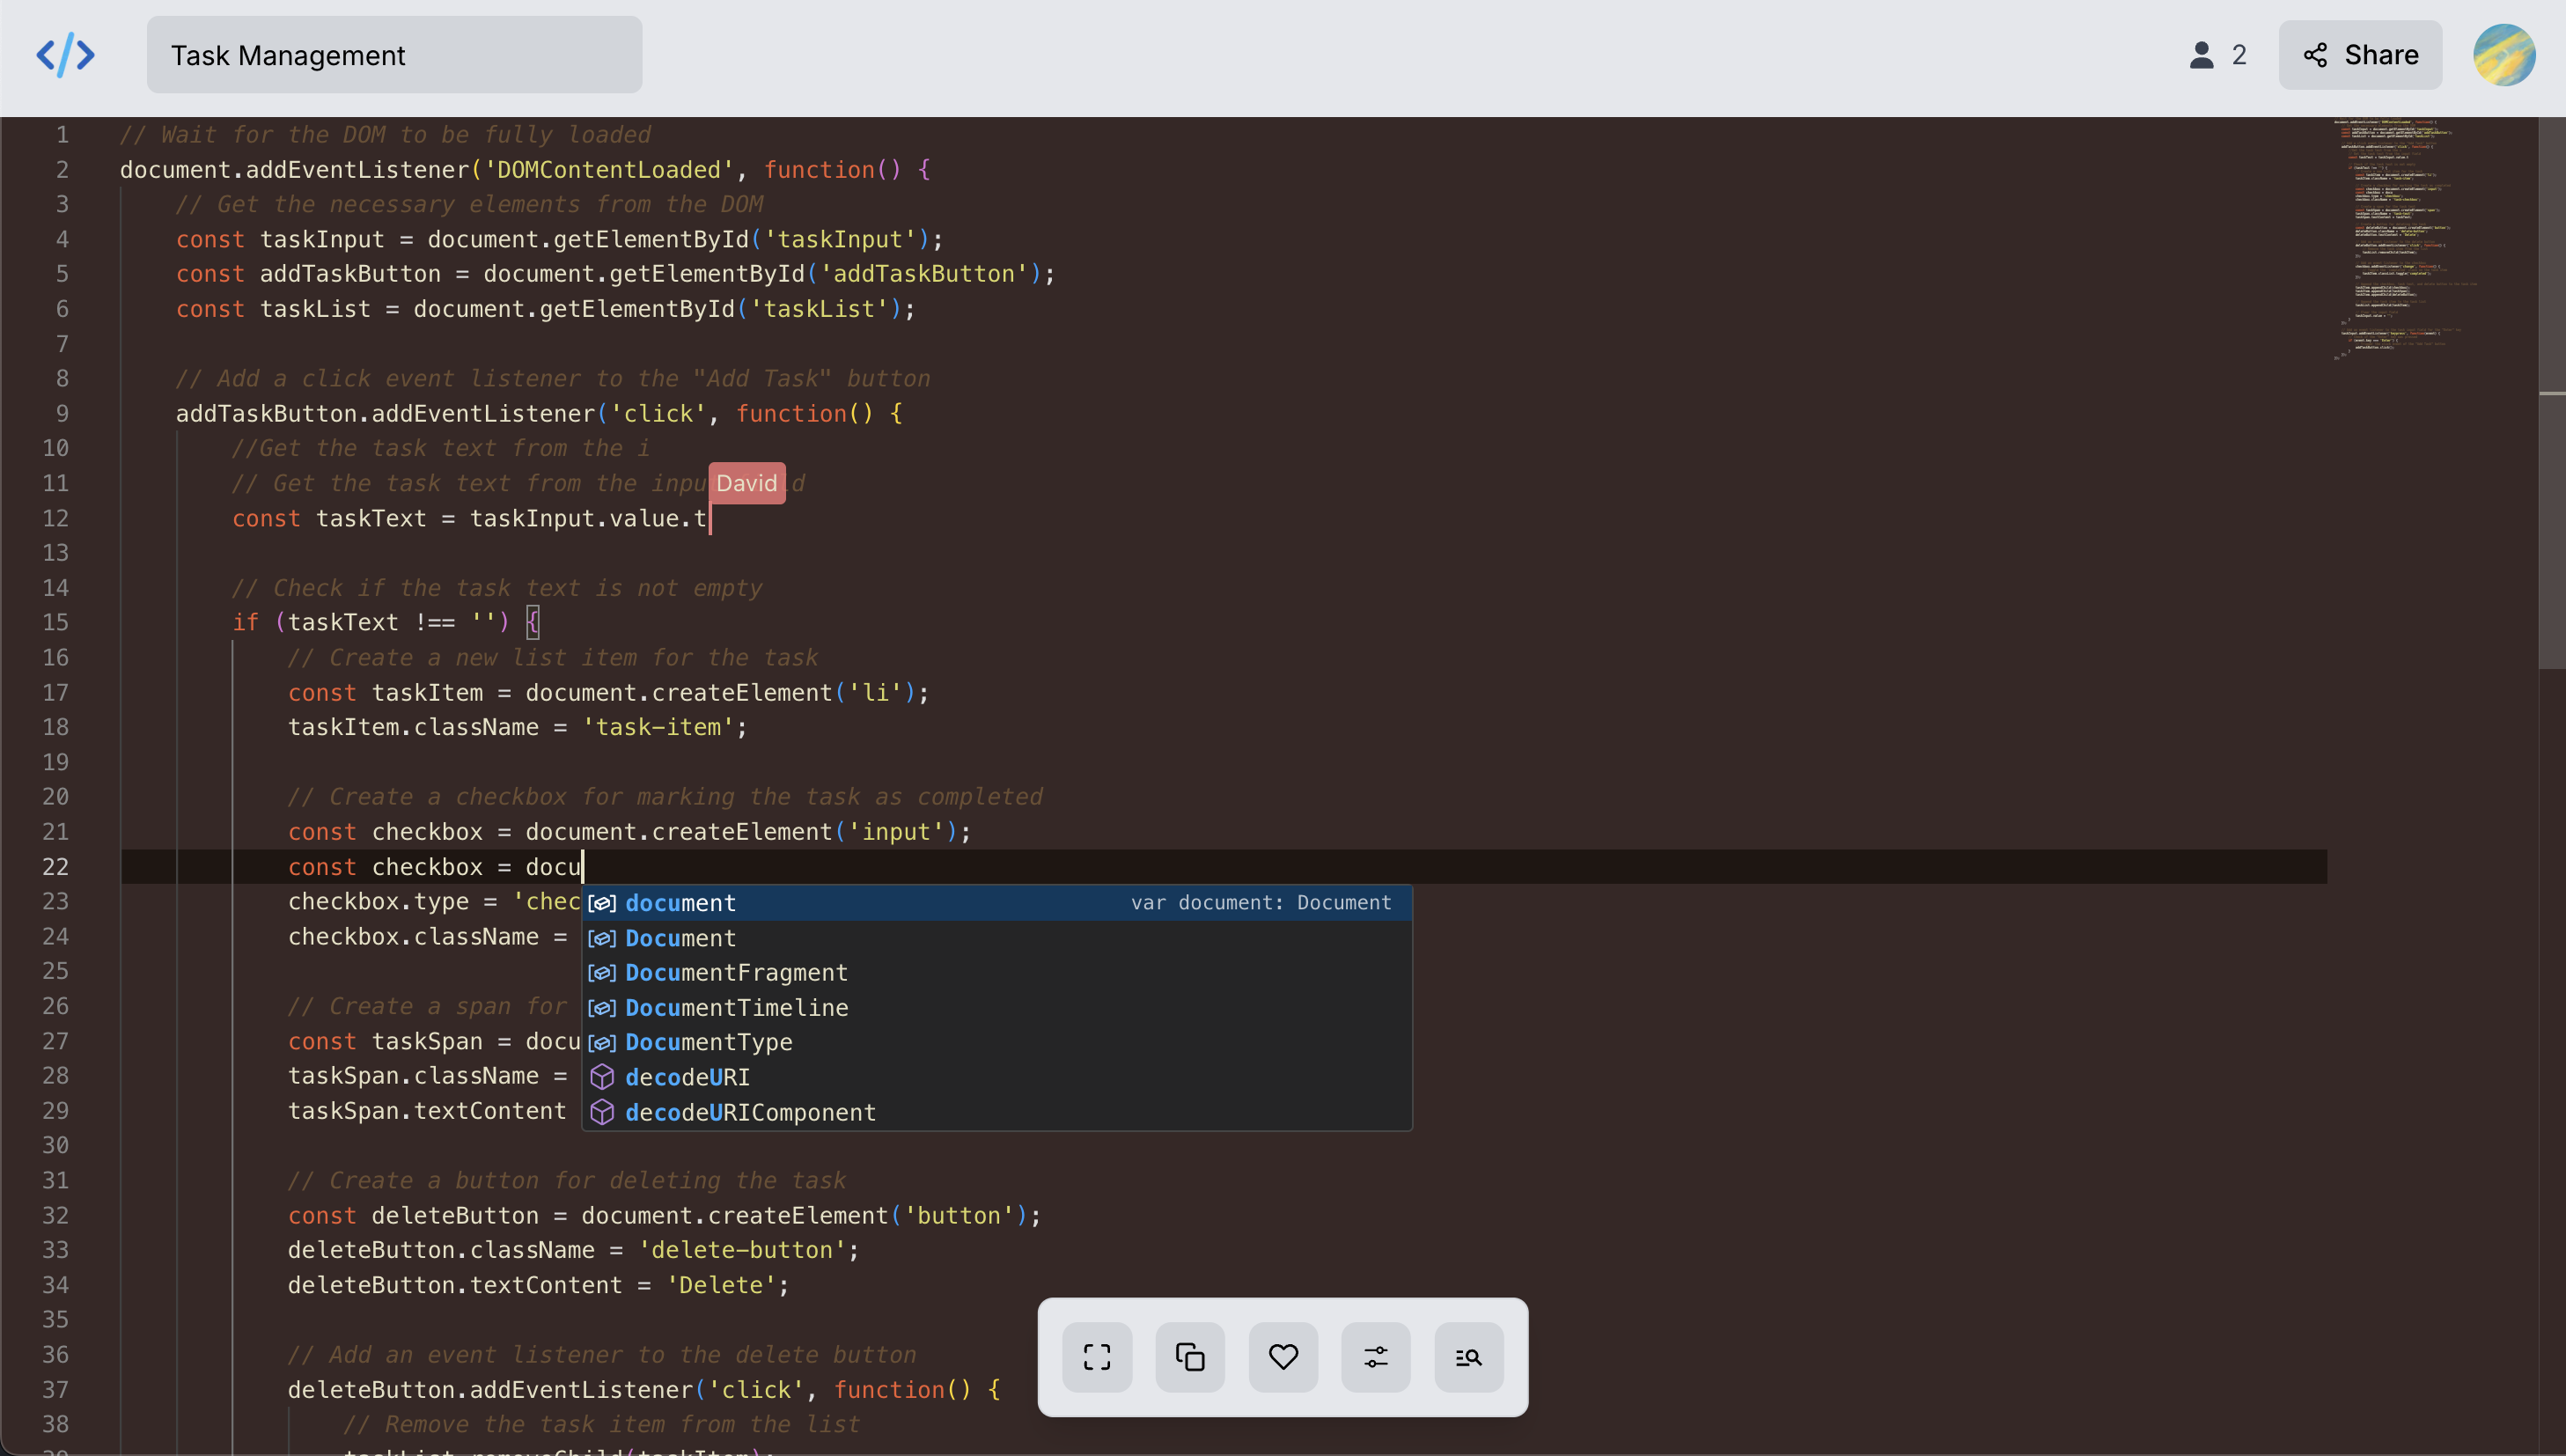 Task Management
2
Share
1 // Wait for the DOM to be fully loaded
2 document.addEventListener('DOMContentLoaded', function() {
3 // Get the necessary elements from the DOM
4 const taskInput = document.getElementById('taskInput');
5 const addTaskButton = document.getElementById('addTaskButton');
6 const taskList = document.getElementById('taskList');
7
8 // Add a click event listener to the "Add Task" button
9 addTaskButton.addEventListener('click', function() {
10 //Get the task text from the i
11 // Get the task text from the inpu David d
12 const taskText = taskInput.value.t
13
14 // Check if the task text is not empty
15 if (taskText !== '') {
16 // Create a new list item for the task
17 const taskItem = document.createElement('li');
18 taskItem.className = 'task-item';
19
20 // Create a checkbox for marking the task as completed
21 const checkbox = document.createElement('input');
22 const checkbox = docu
23 checkbox.type = 'chec
document var document: Document
24 checkbox.className =
Document
25
DocumentFragment
26 // Create a span for
DocumentTimeline
27 const taskSpan = docu
DocumentType
28 taskSpan.className =
decodeURI
29 taskSpan.textContent
decodeURIComponent
30
31 // Create a button for deleting the task
32 const deleteButton = document.createElement('button');
33 deleteButton.className = 'delete-button';
34 deleteButton.textContent = 'Delete';
35
36 // Add an event listener to the delete button
37 deleteButton.addEventListener('click', function() {
38 // Remove the task item from the list
39 taskList.removeChild(taskItem);